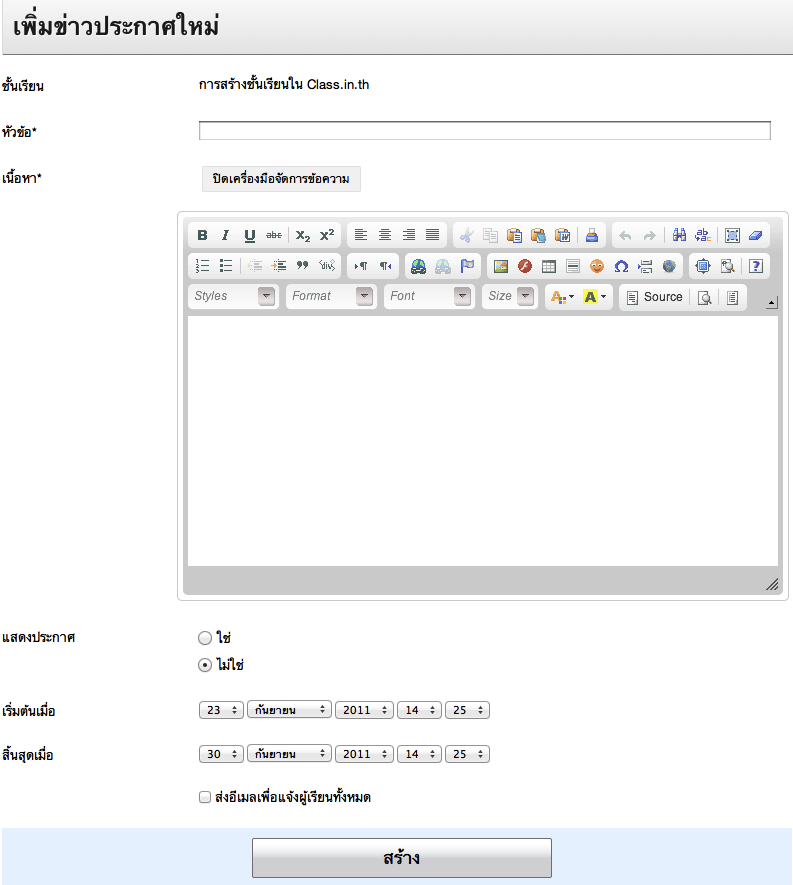 เพิ่มข่าวประกาศใหม่
ชั้นเรียน การสร้างชั้นเรียนใน Class.in.th
หัวข้อ*
เนื้อหา* ปิดเครื่องมือจัดการข้อความ
B I U abc X₂ X²
Styles Format Font Size A A Source
แสดงประกาศ ใช่
ไม่ใช่
เริ่มต้นเมื่อ 23 กันยายน 2011 14 25
สิ้นสุดเมื่อ 30 กันยายน 2011 14 25
ส่งอีเมลเพื่อแจ้งผู้เรียนทั้งหมด
สร้าง